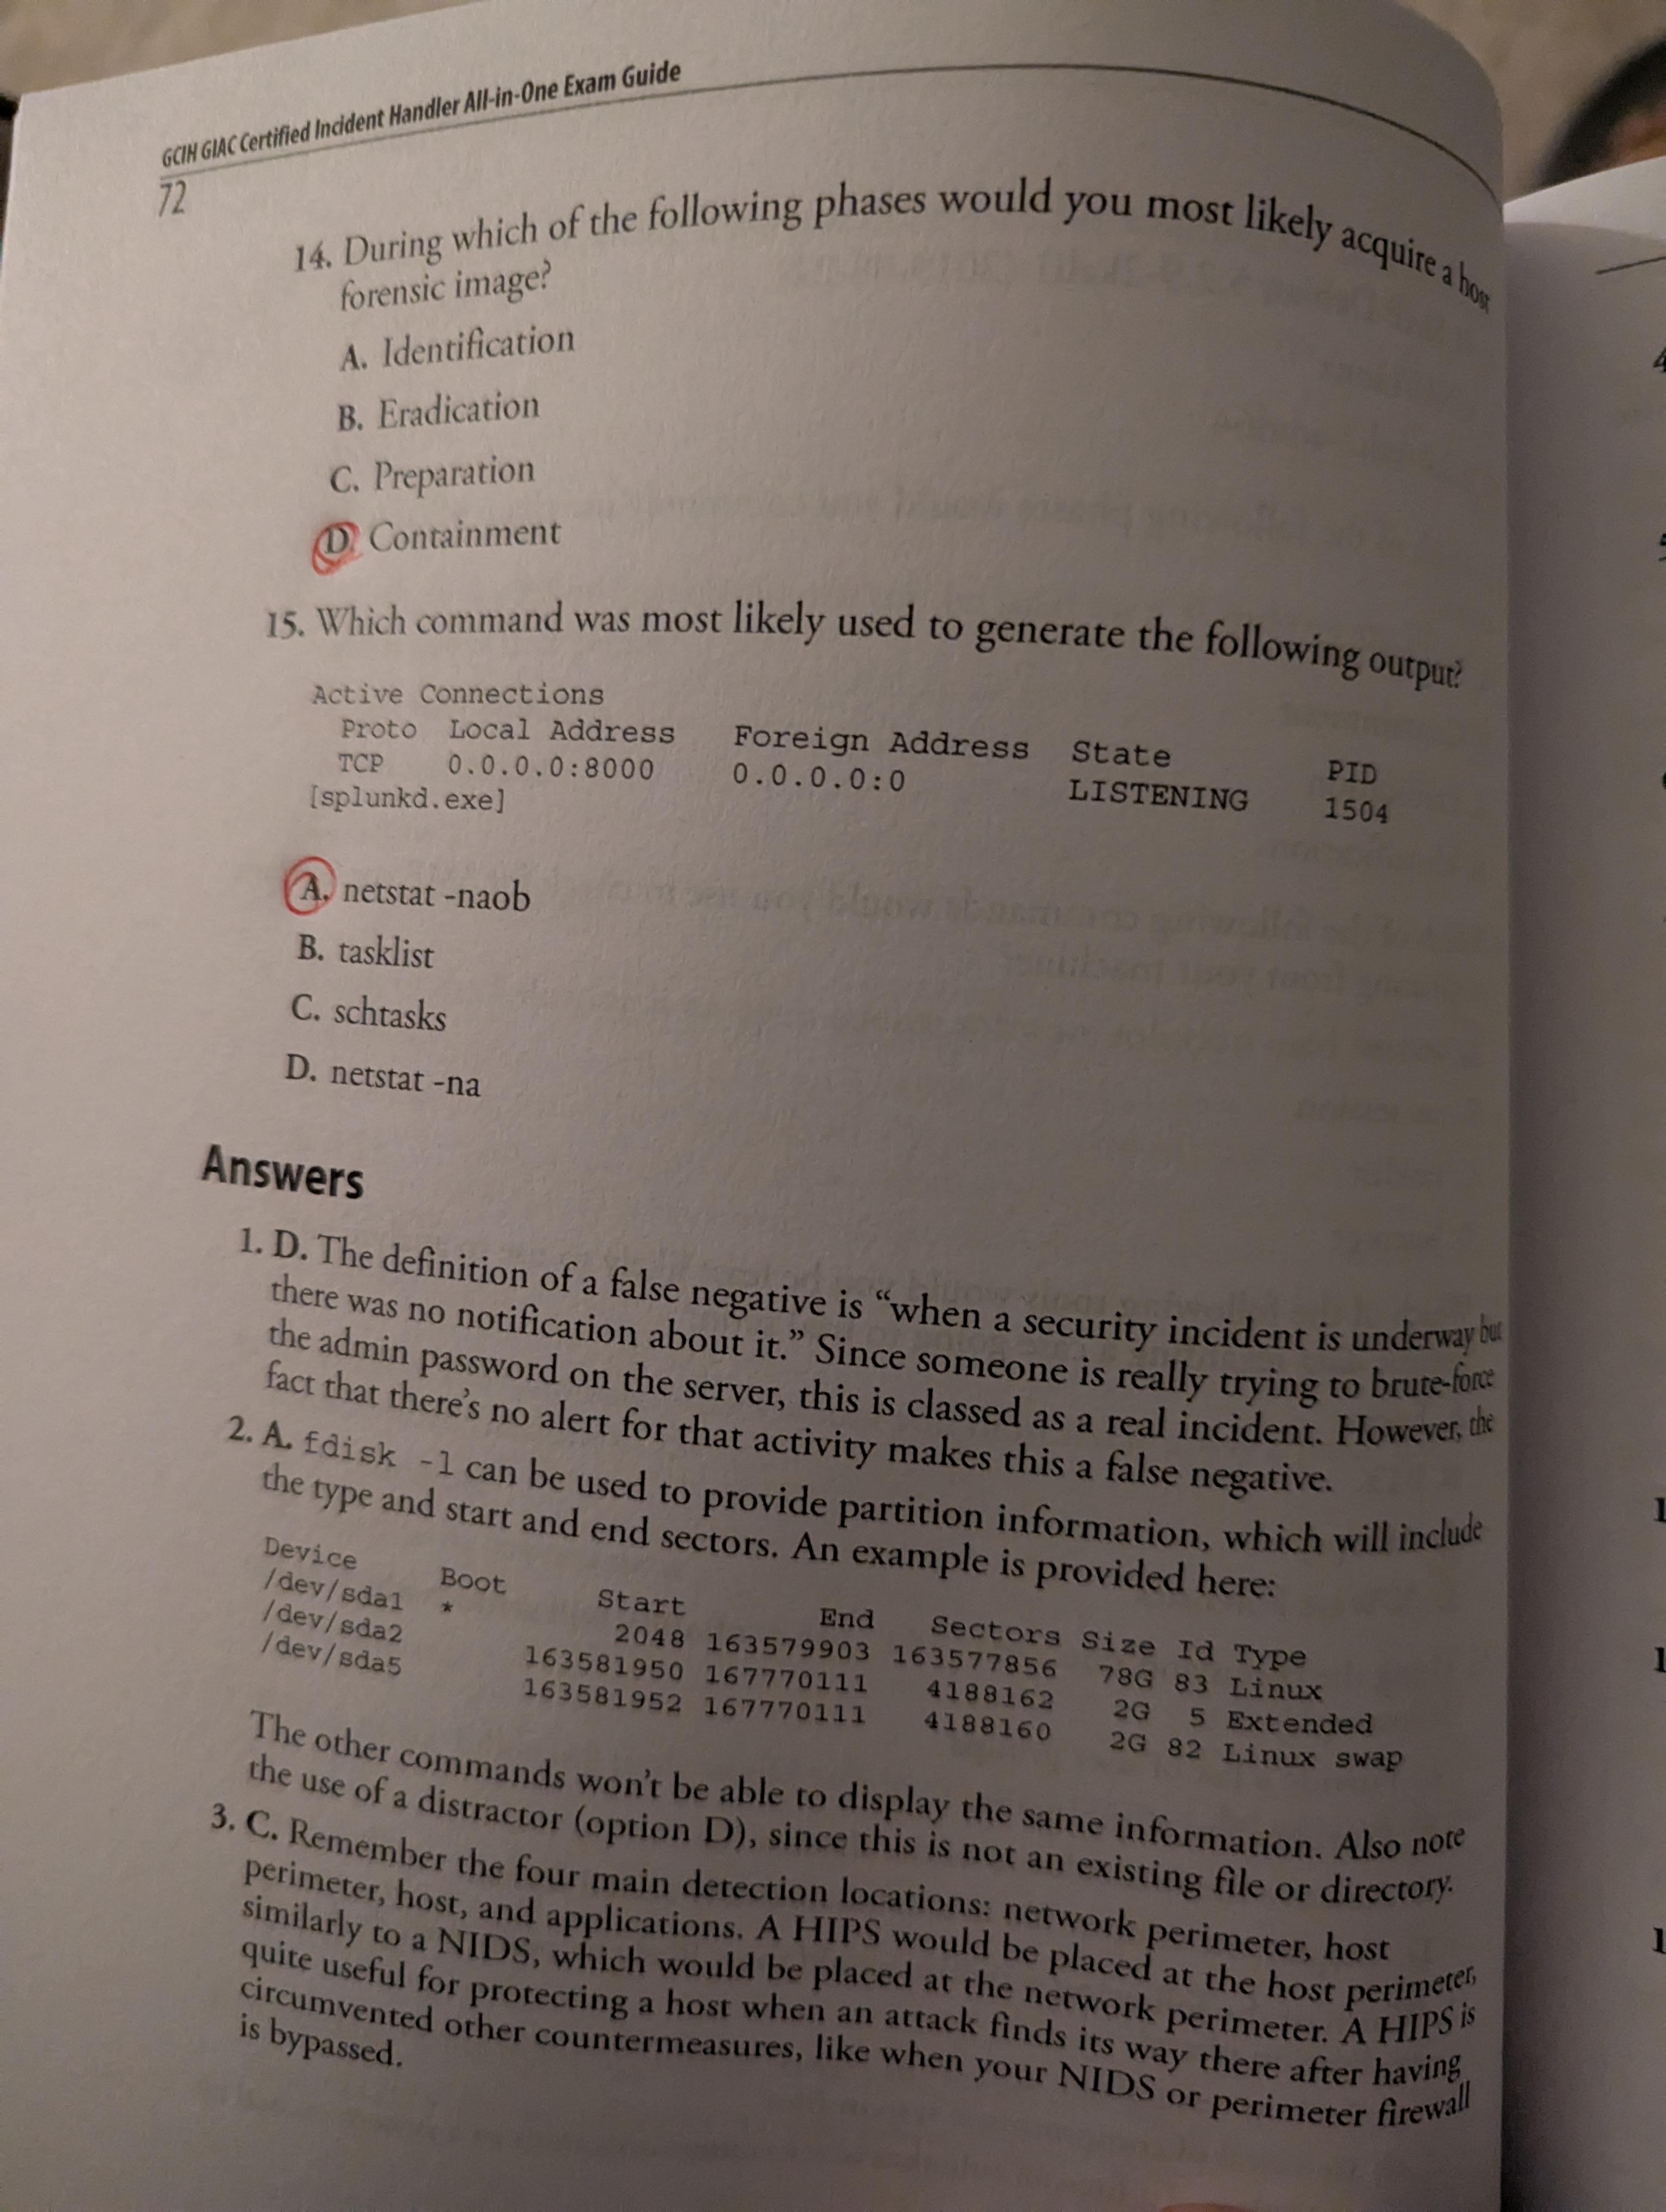 GCIH GIAC Certified Incident Handler All-in-One Exam Guide
72
14. During which of the following phases would you most likely acquire a host
forensic image?
A. Identification
B. Eradication
C. Preparation
D. Containment
15. Which command was most likely used to generate the following output?
Active Connections
Proto Local Address Foreign Address State PID
TCP 0.0.0.0:8000 0.0.0.0:0 LISTENING 1504
[splunkd.exe]
A. netstat -naob
B. tasklist
C. schtasks
D. netstat -na
Answers
1. D. The definition of a false negative is “when a security incident is underway but
there was no notification about it.” Since someone is really trying to brute-force
the admin password on the server, this is classed as a real incident. However, the
fact that there’s no alert for that activity makes this a false negative.
2. A. fdisk -l can be used to provide partition information, which will include
the type and start and end sectors. An example is provided here:
Device Boot Start End Sectors Size Id Type
/dev/sda1 * 2048 163579903 163577856 78G 83 Linux
/dev/sda2 163581950 167770111 4188162 2G 5 Extended
/dev/sda5 163581952 167770111 4188160 2G 82 Linux swap
The other commands won’t be able to display the same information. Also note
the use of a distractor (option D), since this is not an existing file or directory.
3. C. Remember the four main detection locations: network perimeter, host
perimeter, host, and applications. A HIPS would be placed at the host perimeter,
similarly to a NIDS, which would be placed at the network perimeter. A HIPS is
quite useful for protecting a host when an attack finds its way there after having
circumvented other countermeasures, like when your NIDS or perimeter firewall
is bypassed.